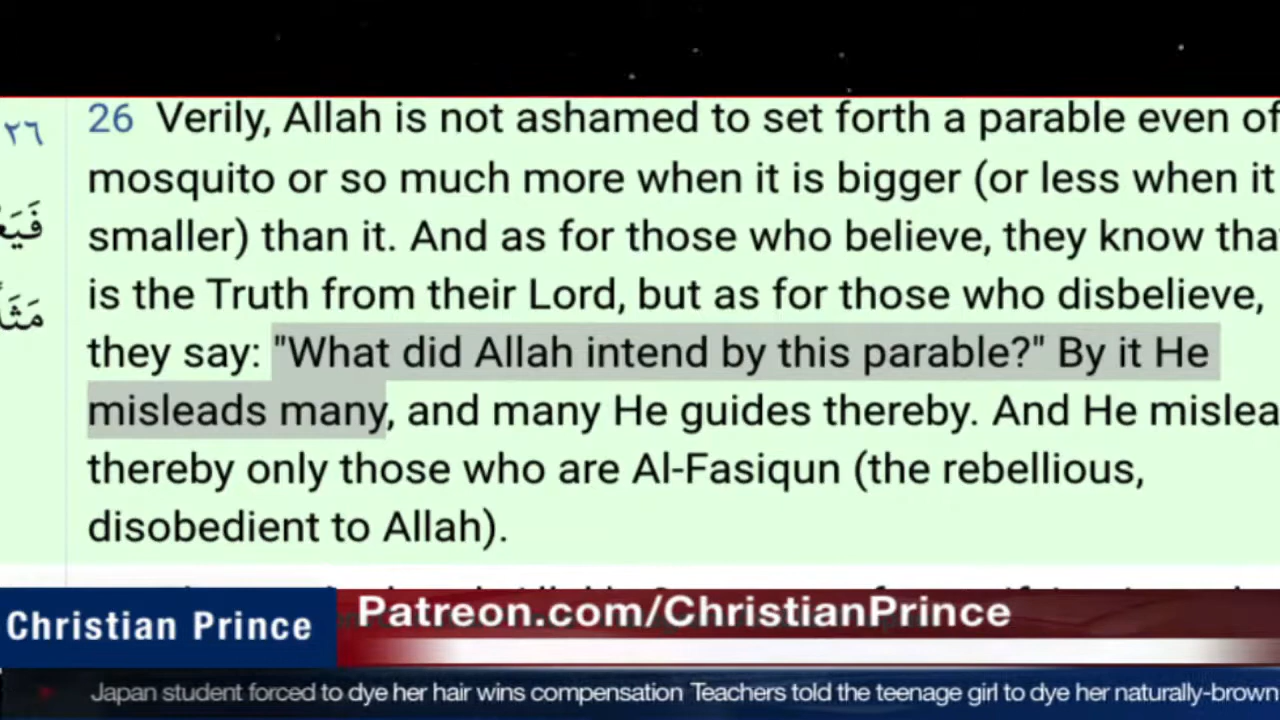 26 Verily, Allah is not ashamed to set forth a parable even of
٢٦
mosquito or so much more when it is bigger (or less when it
smaller) than it. And as for those who believe, they know
is the Truth from their Lord, but as for those who disbelieve,
they say: "What did Allah intend by this parable?" By it He
misleads many, and many He guides thereby. And He
thereby only those who are Al-Fasiqun (the rebellious,
disobedient to Allah).
Christian Prince
Patreon.com/ChristianPrince
Japan student forced to dye her hair wins compensation Teachers told the teenage girl to dye her naturally-brown